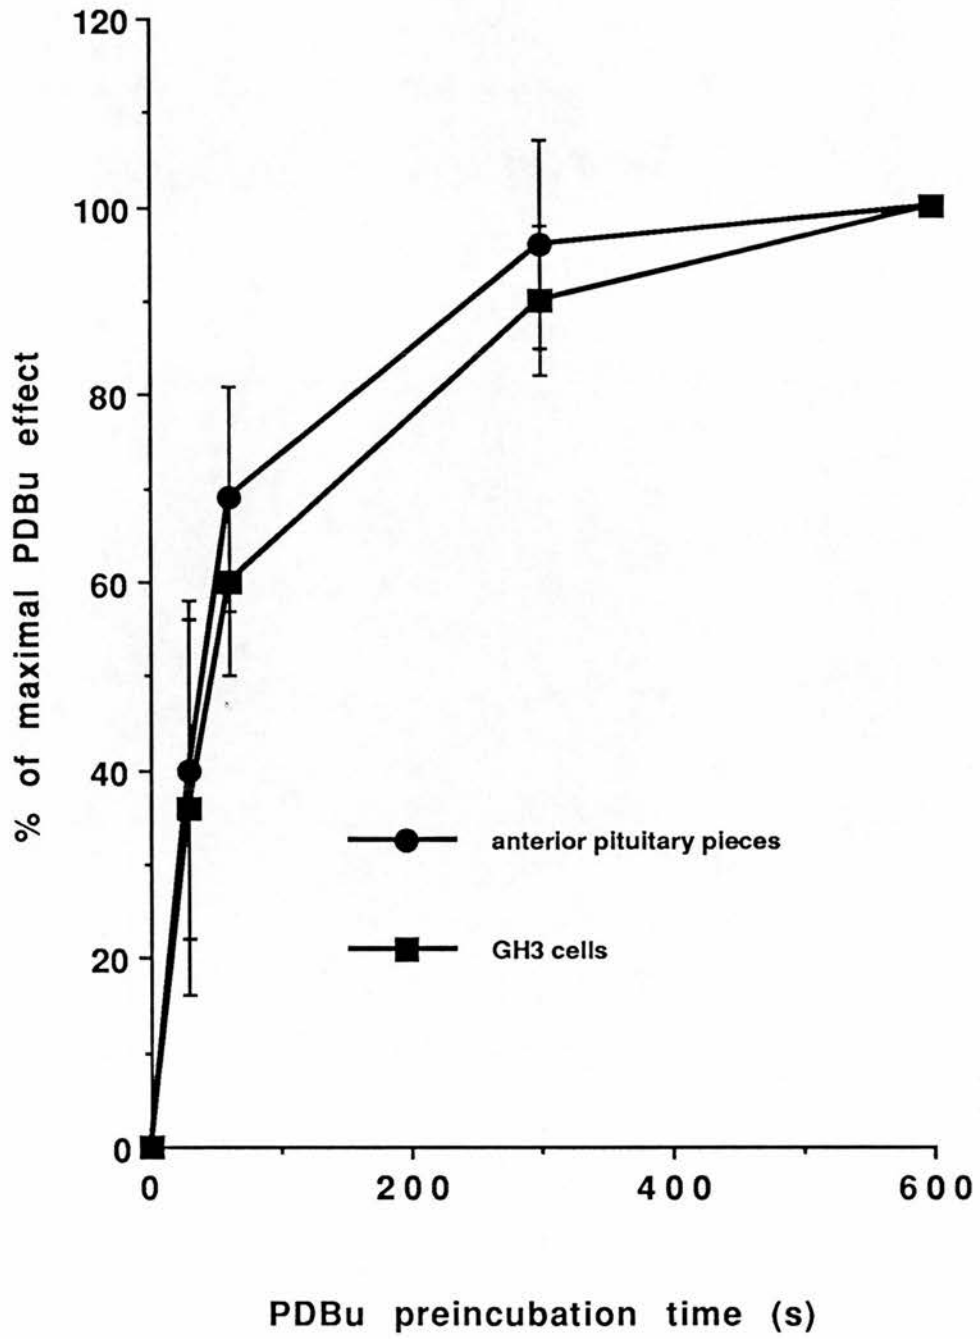 120
100
80
60
40
20
0
% of maximal PDBu effect
anterior pituitary pieces
GH3 cells
0 200 400 600
PDBu preincubation time (s)